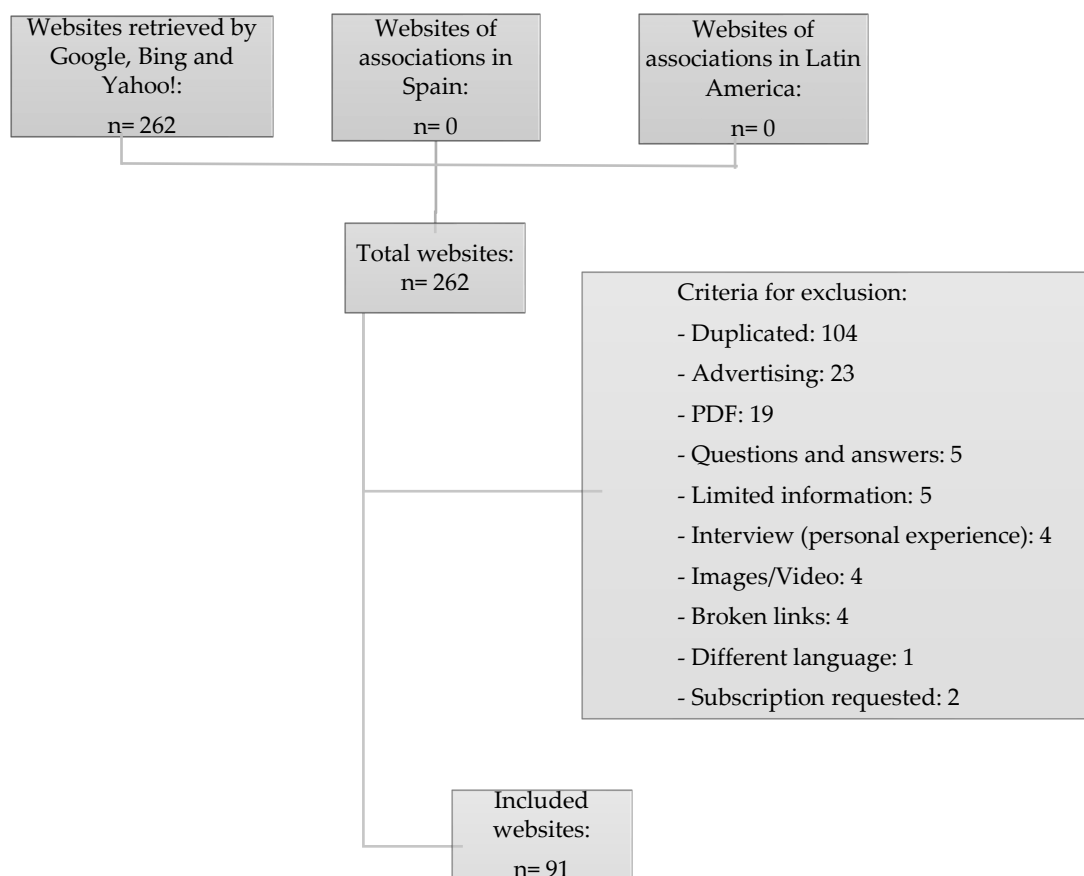 Websites retrieved by
Google, Bing and
Yahoo!:
n= 262
Websites of
associations in
Spain:
n= 0
Websites of
associations in Latin
America:
n= 0
Total websites:
n= 262
Criteria for exclusion:
- Duplicated: 104
- Advertising: 23
- PDF: 19
- Questions and answers: 5
- Limited information: 5
- Interview (personal experience): 4
- Images/Video: 4
- Broken links: 4
- Different language: 1
- Subscription requested: 2
Included
websites:
n= 91